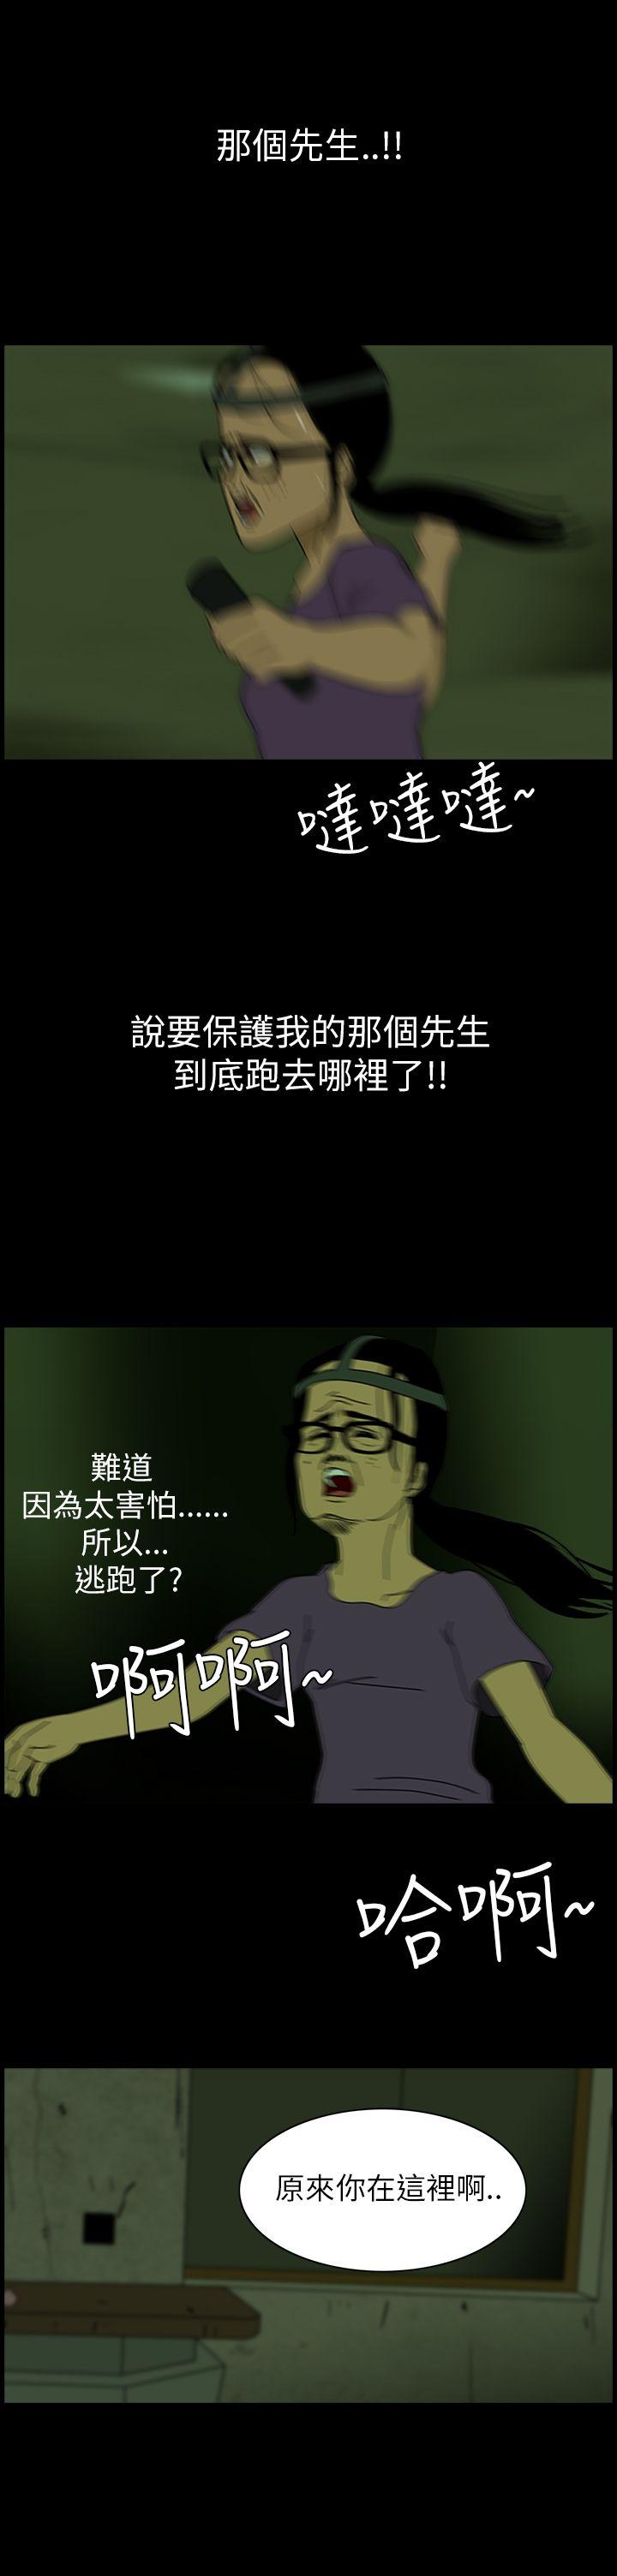 那個先生..!!
噠噠噠~
說要保護我的那個先生
到底跑去哪裡了!!
難道
因為太害怕......
所以...
逃跑了?
啊啊~
哈啊~
原來你在這裡啊..